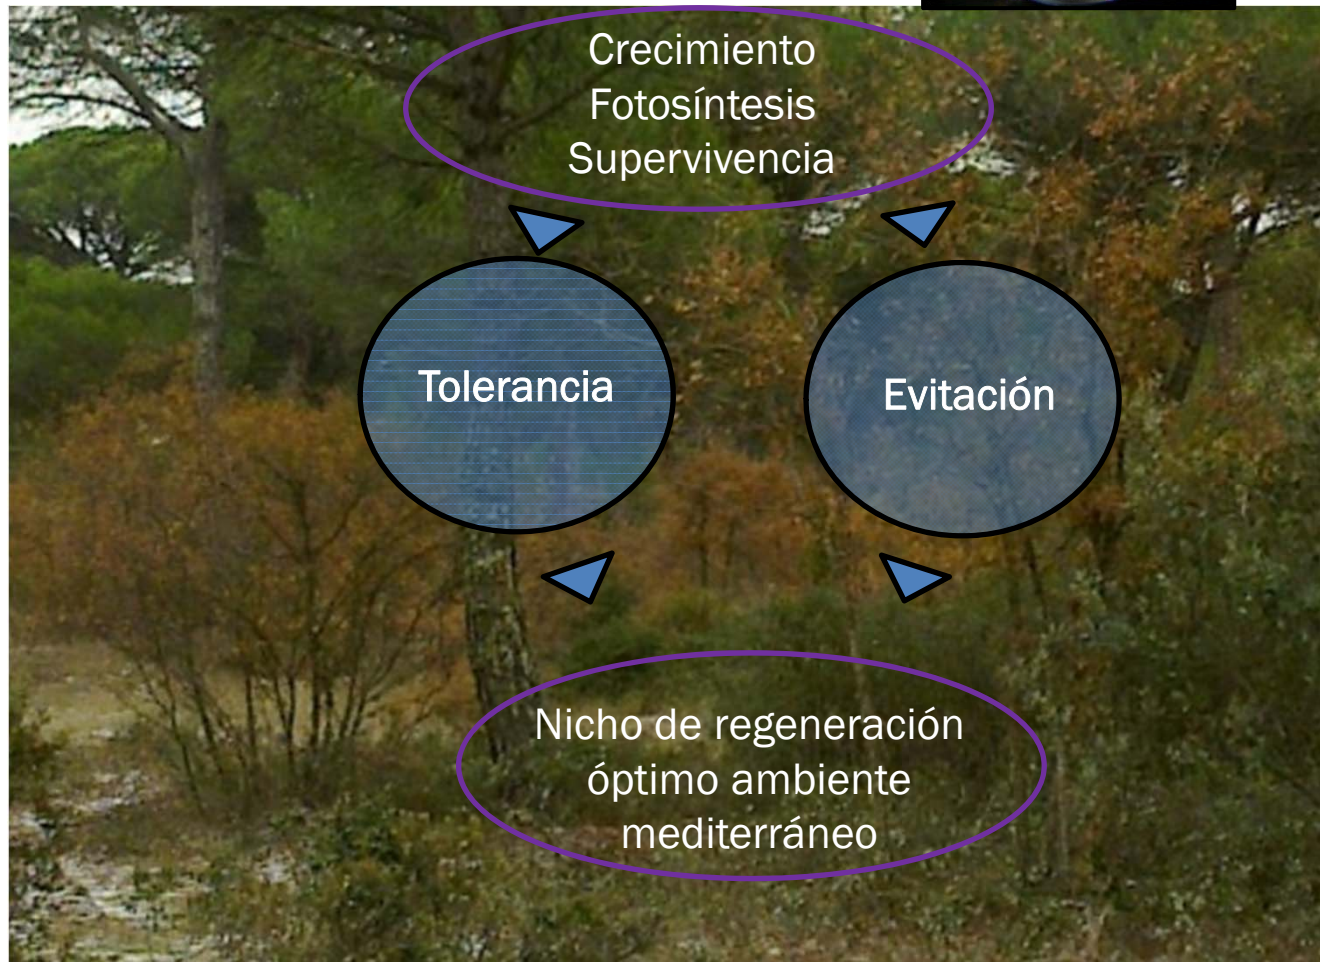 Crecimiento
Fotosíntesis
Supervivencia
Tolerancia
Evitación
Nicho de regeneración
óptimo ambiente
mediterráneo